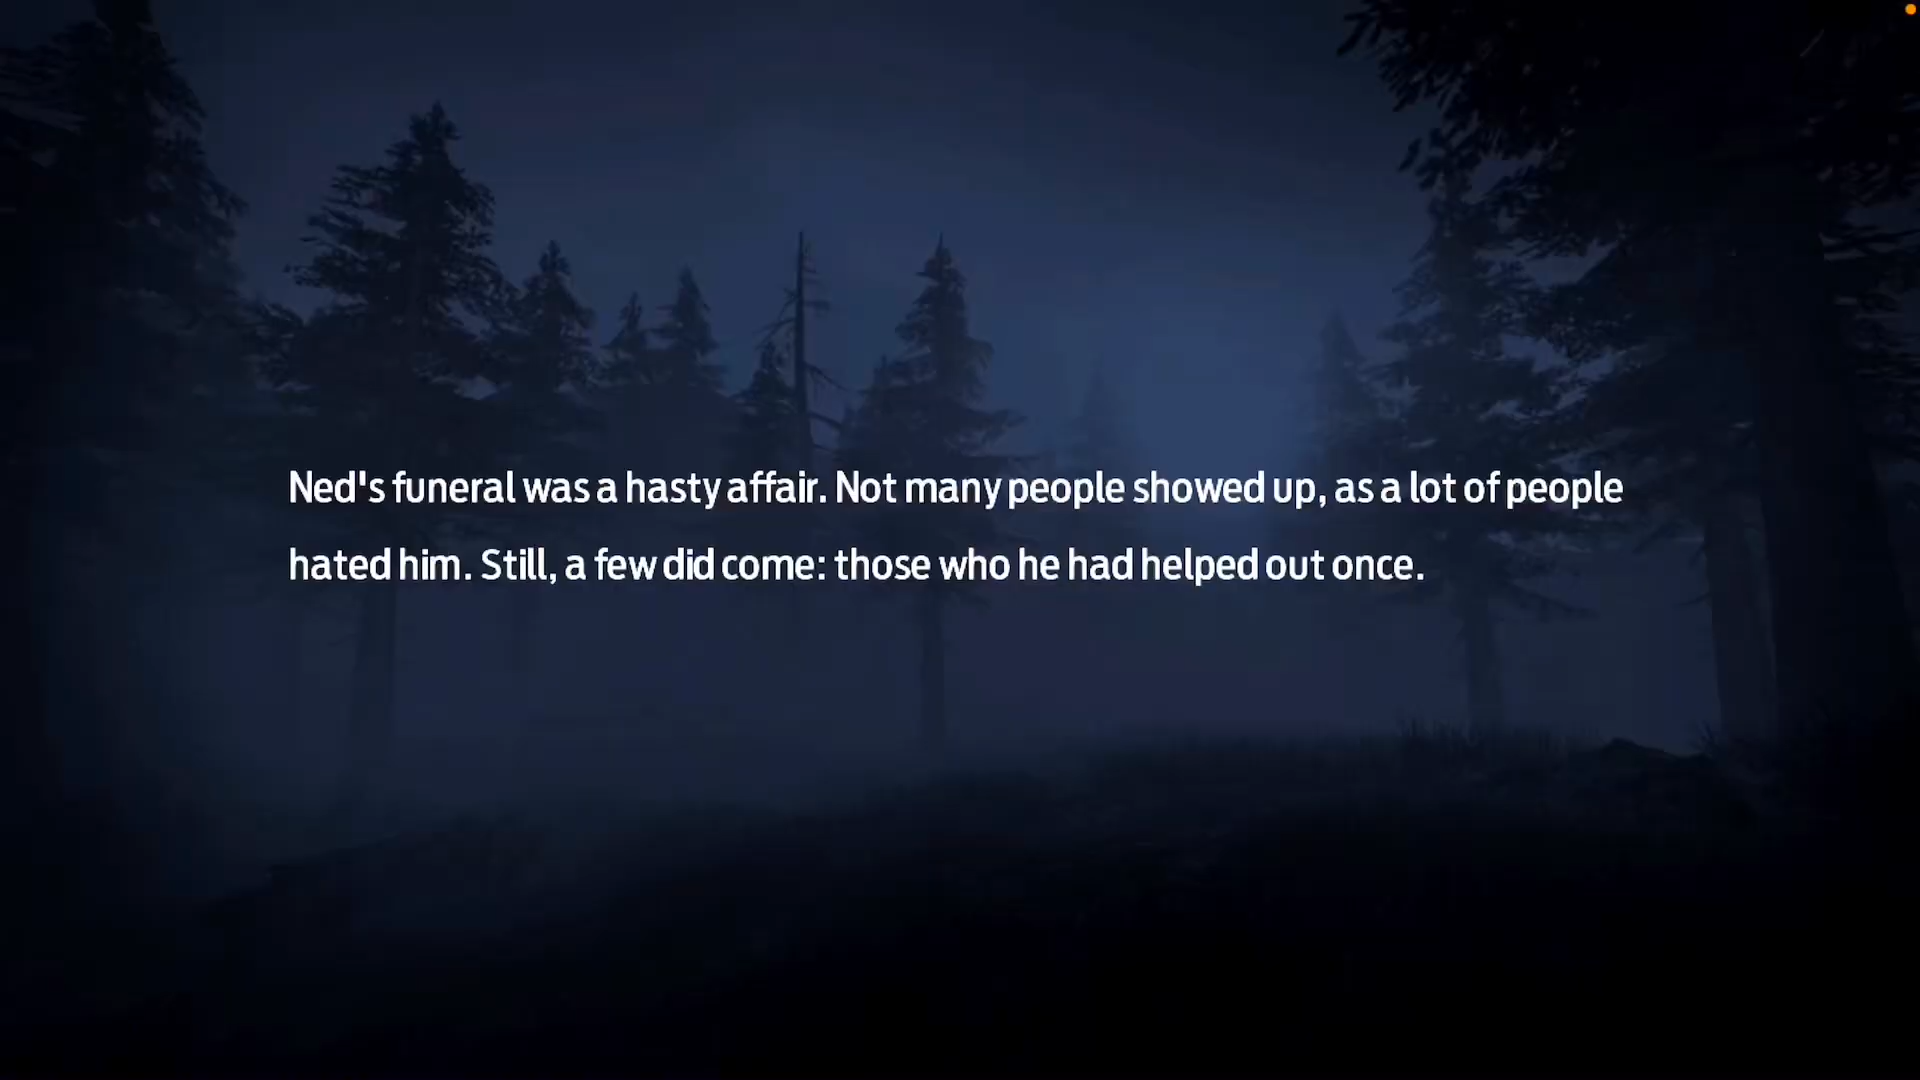 Ned's funeral was a hasty affair. Not many people showed up, as a lot of people
hated him. Still, a few did come: those who he had helped out once.